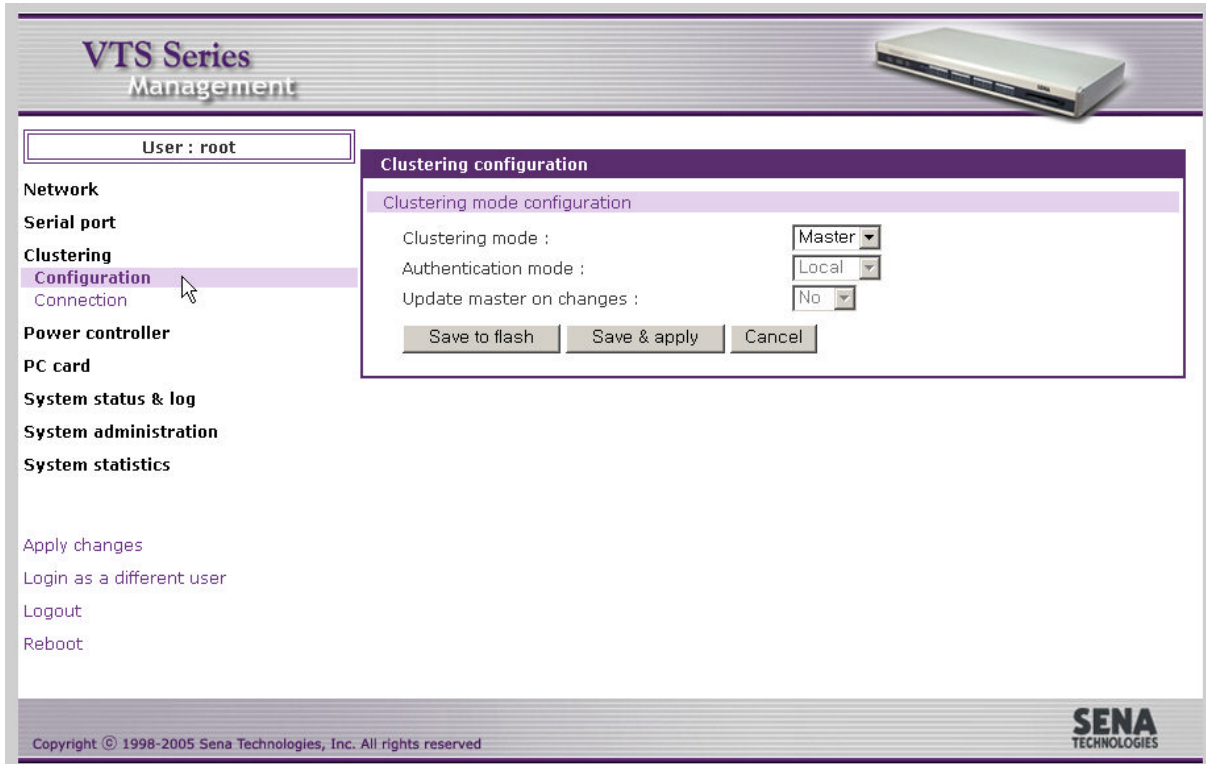 VTS Series
Management
User : root
Network
Serial port
Clustering
Configuration
Connection
Power controller
PC card
System status & log
System administration
System statistics
Apply changes
Login as a different user
Logout
Reboot
Clustering configuration
Clustering mode configuration
Clustering mode : Master
Authentication mode : Local
Update master on changes : No
Save to flash Save & apply Cancel
Copyright © 1998-2005 Sena Technologies, Inc. All rights reserved
SENA
TECHNOLOGIES